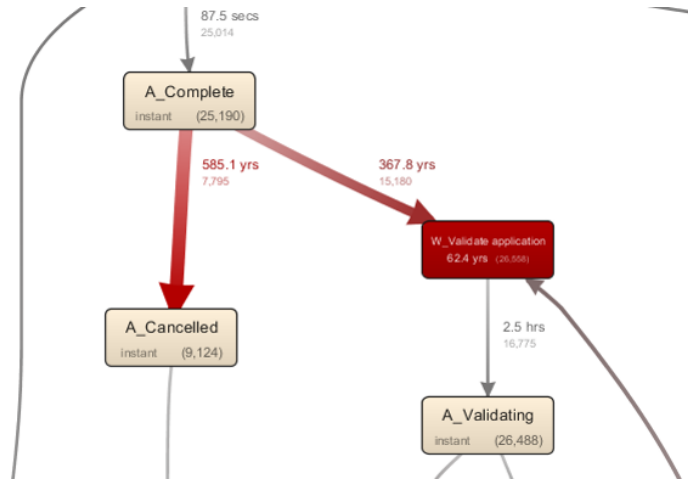 87.5 secs
25,014
A_Complete
instant (25,190)
585.1 yrs
7,795
367.8 yrs
15,180
W_Validate application
62.4 yrs (26,558)
A_Cancelled
instant (9,124)
2.5 hrs
16,775
A_Validating
instant (26,488)